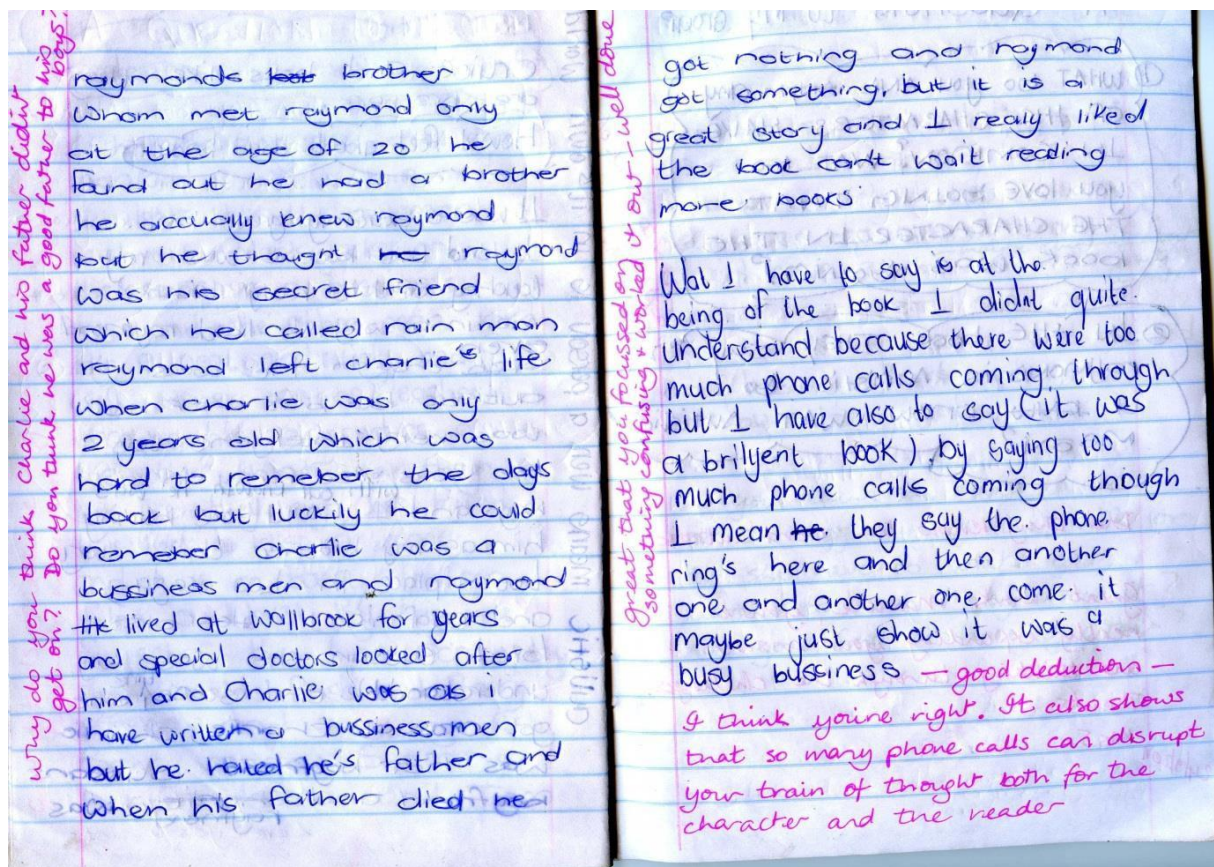 why do you think charlie and his father didn't
get on? Do you think he was a good father to his
boys?
raymonds lost brother
whom met raymond only
at the age of 20 he
found out he had a brother
he accually knew raymond
but he thought he raymond
was his secret friend
which he called rain man
raymond left charlie's life
when charlie was only
2 years old which was
hard to remeber the days
back but luckily he could
remeber Charlie was a
bussiness men and raymond
lived at Wallbrook for years
and special doctors looked after
him and Charlie was as i
have written a bussiness men
but he hated he's father and
when his father died he
great that you focussed on
something confusing & worked it out — well done
got nothing and raymond
got something, but it is a
great story and I realy liked
the book can't wait reading
more books
Wat I have to say is at the
being of the book I didnt quite
understand because there were too
much phone calls coming through
but I have also to say (it was
a brilyent book). by saying too
much phone calls coming though
I mean he they say the phone
ring's here and then another
one and another one come. it
maybe just show it was a
busy bussiness — good deduction —
I think you're right. It also shows
that so many phone calls can disrupt
your train of thought both for the
character and the reader